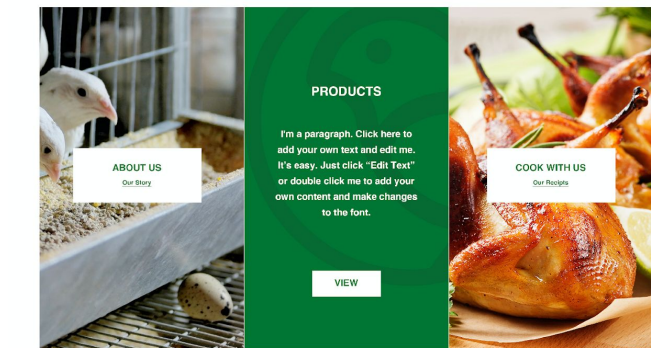 ABOUT US
Our Story
PRODUCTS
I'm a paragraph. Click here to
add your own text and edit me.
It's easy. Just click “Edit Text”
or double click me to add your
own content and make changes
to the font.
VIEW
COOK WITH US
Our Recipts